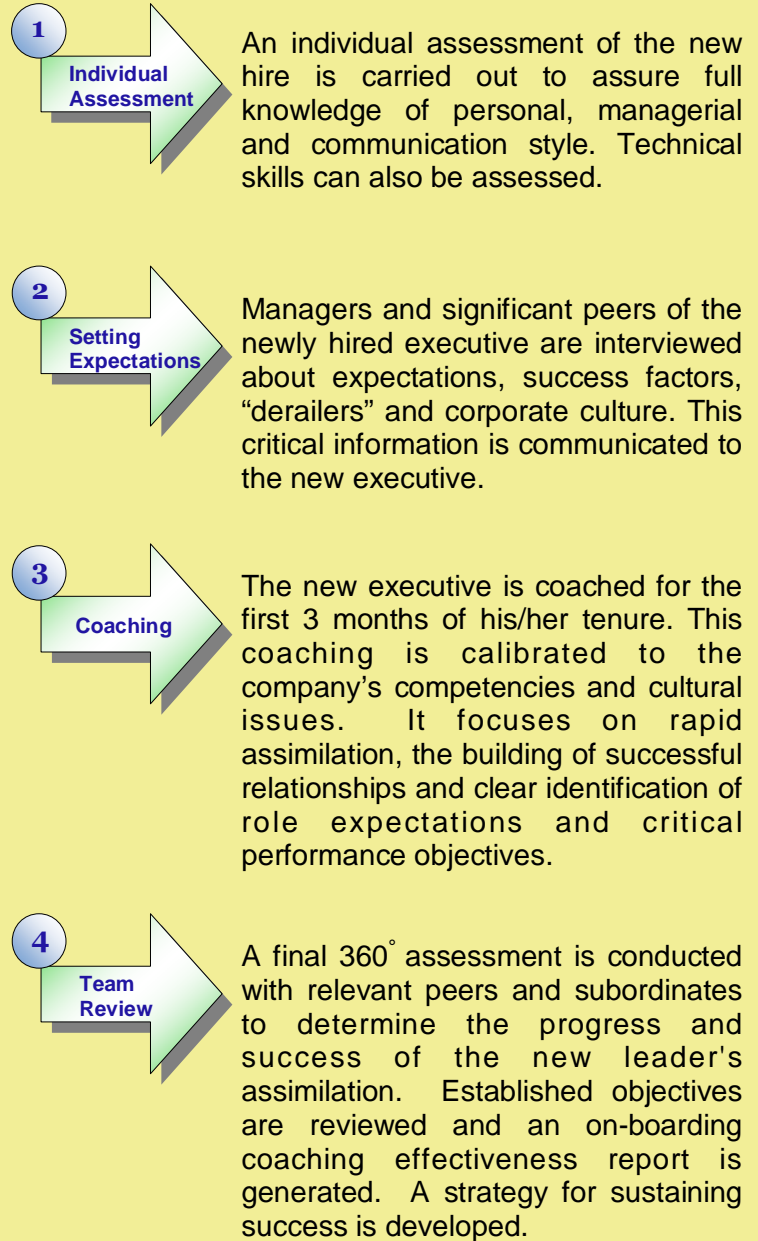 1
Individual
Assessment
An individual assessment of the new
hire is carried out to assure full
knowledge of personal, managerial
and communication style. Technical
skills can also be assessed.
2
Setting
Expectations
Managers and significant peers of the
newly hired executive are interviewed
about expectations, success factors,
“derailers” and corporate culture. This
critical information is communicated to
the new executive.
3
Coaching
The new executive is coached for the
first 3 months of his/her tenure. This
coaching is calibrated to the
company’s competencies and cultural
issues. It focuses on rapid
assimilation, the building of successful
relationships and clear identification of
role expectations and critical
performance objectives.
4
Team
Review
A final 360° assessment is conducted
with relevant peers and subordinates
to determine the progress and
success of the new leader's
assimilation. Established objectives
are reviewed and an on-boarding
coaching effectiveness report is
generated. A strategy for sustaining
success is developed.